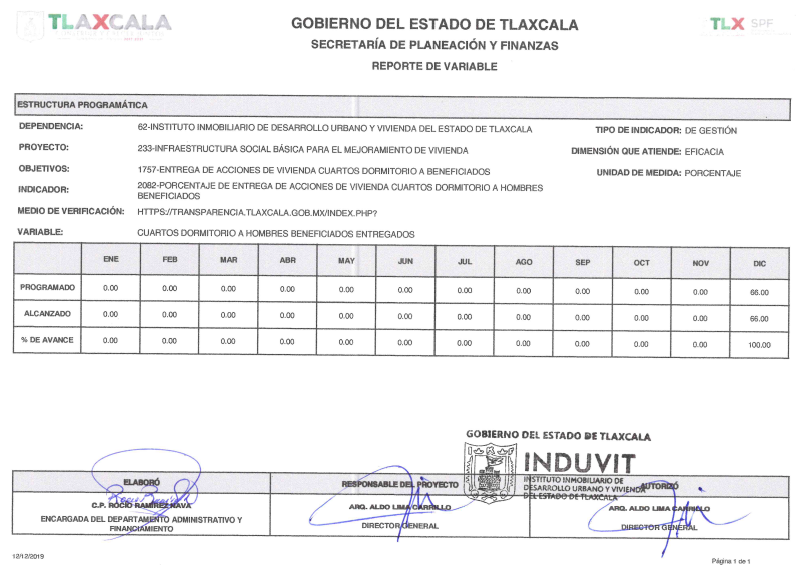 TLAXCALA
GOBIERNO DEL ESTADO DE TLAXCALA
TLX SPF
SECRETARÍA DE PLANEACIÓN Y FINANZAS
REPORTE DE VARIABLE
ESTRUCTURA PROGRAMÁTICA
DEPENDENCIA: 62-INSTITUTO INMOBILIARIO DE DESARROLLO URBANO Y VIVIENDA DEL ESTADO DE TLAXCALA TIPO DE INDICADOR: DE GESTIÓN
PROYECTO: 233-INFRAESTRUCTURA SOCIAL BÁSICA PARA EL MEJORAMIENTO DE VIVIENDA DIMENSIÓN QUE ATIENDE: EFICACIA
OBJETIVOS: 1757-ENTREGA DE ACCIONES DE VIVIENDA CUARTOS DORMITORIO A BENEFICIADOS UNIDAD DE MEDIDA: PORCENTAJE
INDICADOR: 2082-PORCENTAJE DE ENTREGA DE ACCIONES DE VIVIENDA CUARTOS DORMITORIO A HOMBRES
BENEFICIADOS
MEDIO DE VERIFICACIÓN: HTTPS://TRANSPARENCIA.TLAXCALA.GOB.MX/INDEX.PHP?
VARIABLE: CUARTOS DORMITORIO A HOMBRES BENEFICIADOS ENTREGADOS
ENE FEB MAR ABR MAY JUN JUL AGO SEP OCT NOV DIC
PROGRAMADO 0.00 0.00 0.00 0.00 0.00 0.00 0.00 0.00 0.00 0.00 0.00 66.00
ALCANZADO 0.00 0.00 0.00 0.00 0.00 0.00 0.00 0.00 0.00 0.00 0.00 66.00
% DE AVANCE 0.00 0.00 0.00 0.00 0.00 0.00 0.00 0.00 0.00 0.00 0.00 100.00
GOBIERNO DEL ESTADO DE TLAXCALA
INDUVIT
INSTITUTO INMOBILIARIO DE
DESARROLLO URBANO Y VIVIENDA
DEL ESTADO DE TLAXCALA
ELABORÓ RESPONSABLE DEL PROYECTO AUTORIZÓ
C.P. ROCIO RAMIREZ NAVA ARQ. ALDO LIMA CARRILLO ARQ. ALDO LIMA CARRILLO
ENCARGADA DEL DEPARTAMENTO ADMINISTRATIVO Y
FINANCIAMIENTO
DIRECTOR GENERAL DIRECTOR GENERAL
12/12/2019
Página 1 de 1